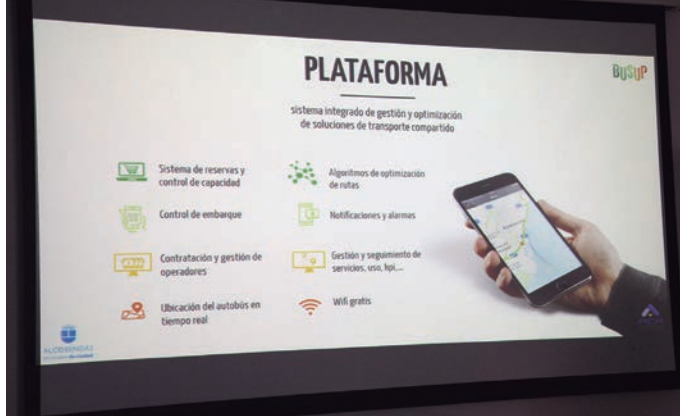 PLATAFORMA
BUSUP
sistema integrado de gestión y optimización
de soluciones de transporte compartido
Sistema de reservas y
control de capacidad
Algoritmos de optimización
de rutas
Control de embarque
Notificaciones y alarmas
Contratación y gestión de
operadores
Gestión y seguimiento de
servicios, uso, kpi,...
Ubicación del autobús en
tiempo real
Wifi gratis
ALCOBENDAS